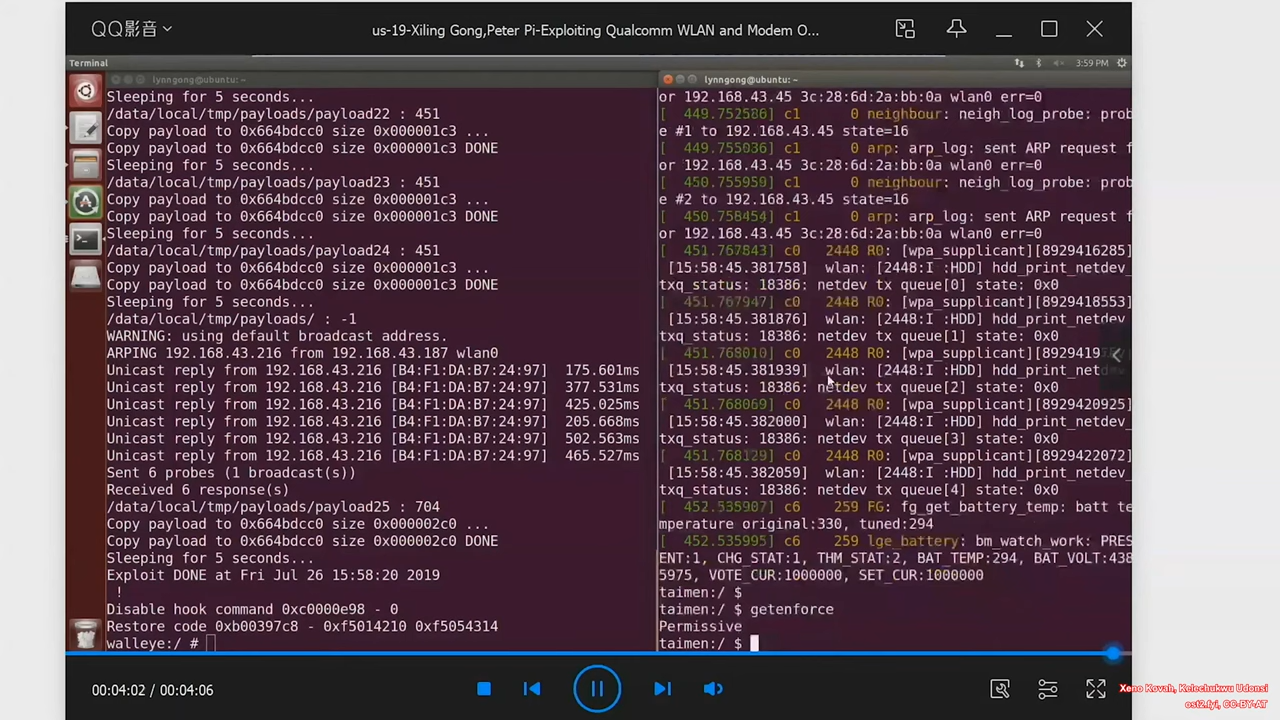 QQ影音
us-19-Xiling Gong,Peter Pi-Exploiting Qualcomm WLAN and Modem O...
Terminal
3:59 PM
lynngong@ubuntu: ~
Sleeping for 5 seconds...
/data/local/tmp/payloads/payload22 : 451
Copy payload to 0x664bdcc0 size 0x000001c3 ...
Copy payload to 0x664bdcc0 size 0x000001c3 DONE
Sleeping for 5 seconds...
/data/local/tmp/payloads/payload23 : 451
Copy payload to 0x664bdcc0 size 0x000001c3 ...
Copy payload to 0x664bdcc0 size 0x000001c3 DONE
Sleeping for 5 seconds...
/data/local/tmp/payloads/payload24 : 451
Copy payload to 0x664bdcc0 size 0x000001c3 ...
Copy payload to 0x664bdcc0 size 0x000001c3 DONE
Sleeping for 5 seconds...
/data/local/tmp/payloads/ : -1
WARNING: using default broadcast address.
ARPING 192.168.43.216 from 192.168.43.187 wlan0
Unicast reply from 192.168.43.216 [B4:F1:DA:B7:24:97] 175.601ms
Unicast reply from 192.168.43.216 [B4:F1:DA:B7:24:97] 377.531ms
Unicast reply from 192.168.43.216 [B4:F1:DA:B7:24:97] 425.025ms
Unicast reply from 192.168.43.216 [B4:F1:DA:B7:24:97] 205.668ms
Unicast reply from 192.168.43.216 [B4:F1:DA:B7:24:97] 502.563ms
Unicast reply from 192.168.43.216 [B4:F1:DA:B7:24:97] 465.527ms
Sent 6 probes (1 broadcast(s))
Received 6 response(s)
/data/local/tmp/payloads/payload25 : 704
Copy payload to 0x664bdcc0 size 0x000002c0 ...
Copy payload to 0x664bdcc0 size 0x000002c0 DONE
Sleeping for 5 seconds...
Exploit DONE at Fri Jul 26 15:58:20 2019
!
Disable hook command 0xc0000e98 - 0
Restore code 0xb00397c8 - 0xf5014210 0xf5054314
walleye:/ #
lynngong@ubuntu: ~
or 192.168.43.45 3c:28:6d:2a:bb:0a wlan0 err=0
[ 449.752586] c1 0 neighbour: neigh_log_probe: prob
e #1 to 192.168.43.45 state=16
[ 449.755036] c1 0 arp: arp_log: sent ARP request f
or 192.168.43.45 3c:28:6d:2a:bb:0a wlan0 err=0
[ 450.755959] c1 0 neighbour: neigh_log_probe: prob
e #2 to 192.168.43.45 state=16
[ 450.758454] c1 0 arp: arp_log: sent ARP request f
or 192.168.43.45 3c:28:6d:2a:bb:0a wlan0 err=0
[ 451.767843] c0 2448 R0: [wpa_supplicant][8929416285]
[15:58:45.381758] wlan: [2448:I :HDD] hdd_print_netdev_
txq_status: 18386: netdev tx queue[0] state: 0x0
[ 451.767947] c0 2448 R0: [wpa_supplicant][8929418553]
[15:58:45.381876] wlan: [2448:I :HDD] hdd_print_netdev_
txq_status: 18386: netdev tx queue[1] state: 0x0
[ 451.768010] c0 2448 R0: [wpa_supplicant]
[15:58:45.381939] wlan: [2448:I :HDD] hdd_print_netdev_
txq_status: 18386: netdev tx queue[2] state: 0x0
[ 451.768069] c0 2448 R0: [wpa_supplicant][8929420925]
[15:58:45.382000] wlan: [2448:I :HDD] hdd_print_netdev_
txq_status: 18386: netdev tx queue[3] state: 0x0
[ 451.768129] c0 2448 R0: [wpa_supplicant][8929422072]
[15:58:45.382059] wlan: [2448:I :HDD] hdd_print_netdev_
txq_status: 18386: netdev tx queue[4] state: 0x0
[ 452.535907] c6 259 FG: fg_get_battery_temp: batt te
mperature original:330, tuned:294
[ 452.535995] c6 259 lge_battery: bm_watch_work: PRES
ENT:1, CHG_STAT:1, THM_STAT:2, BAT_TEMP:294, BAT_VOLT:438
5975, VOTE_CUR:1000000, SET_CUR:1000000
taimen:/ $
taimen:/ $ getenforce
Permissive
taimen:/ $
00:04:02 / 00:04:06
Xeno Kovah, Kelechukwu Udonsi
ost2.fyi, CC-BY-AT